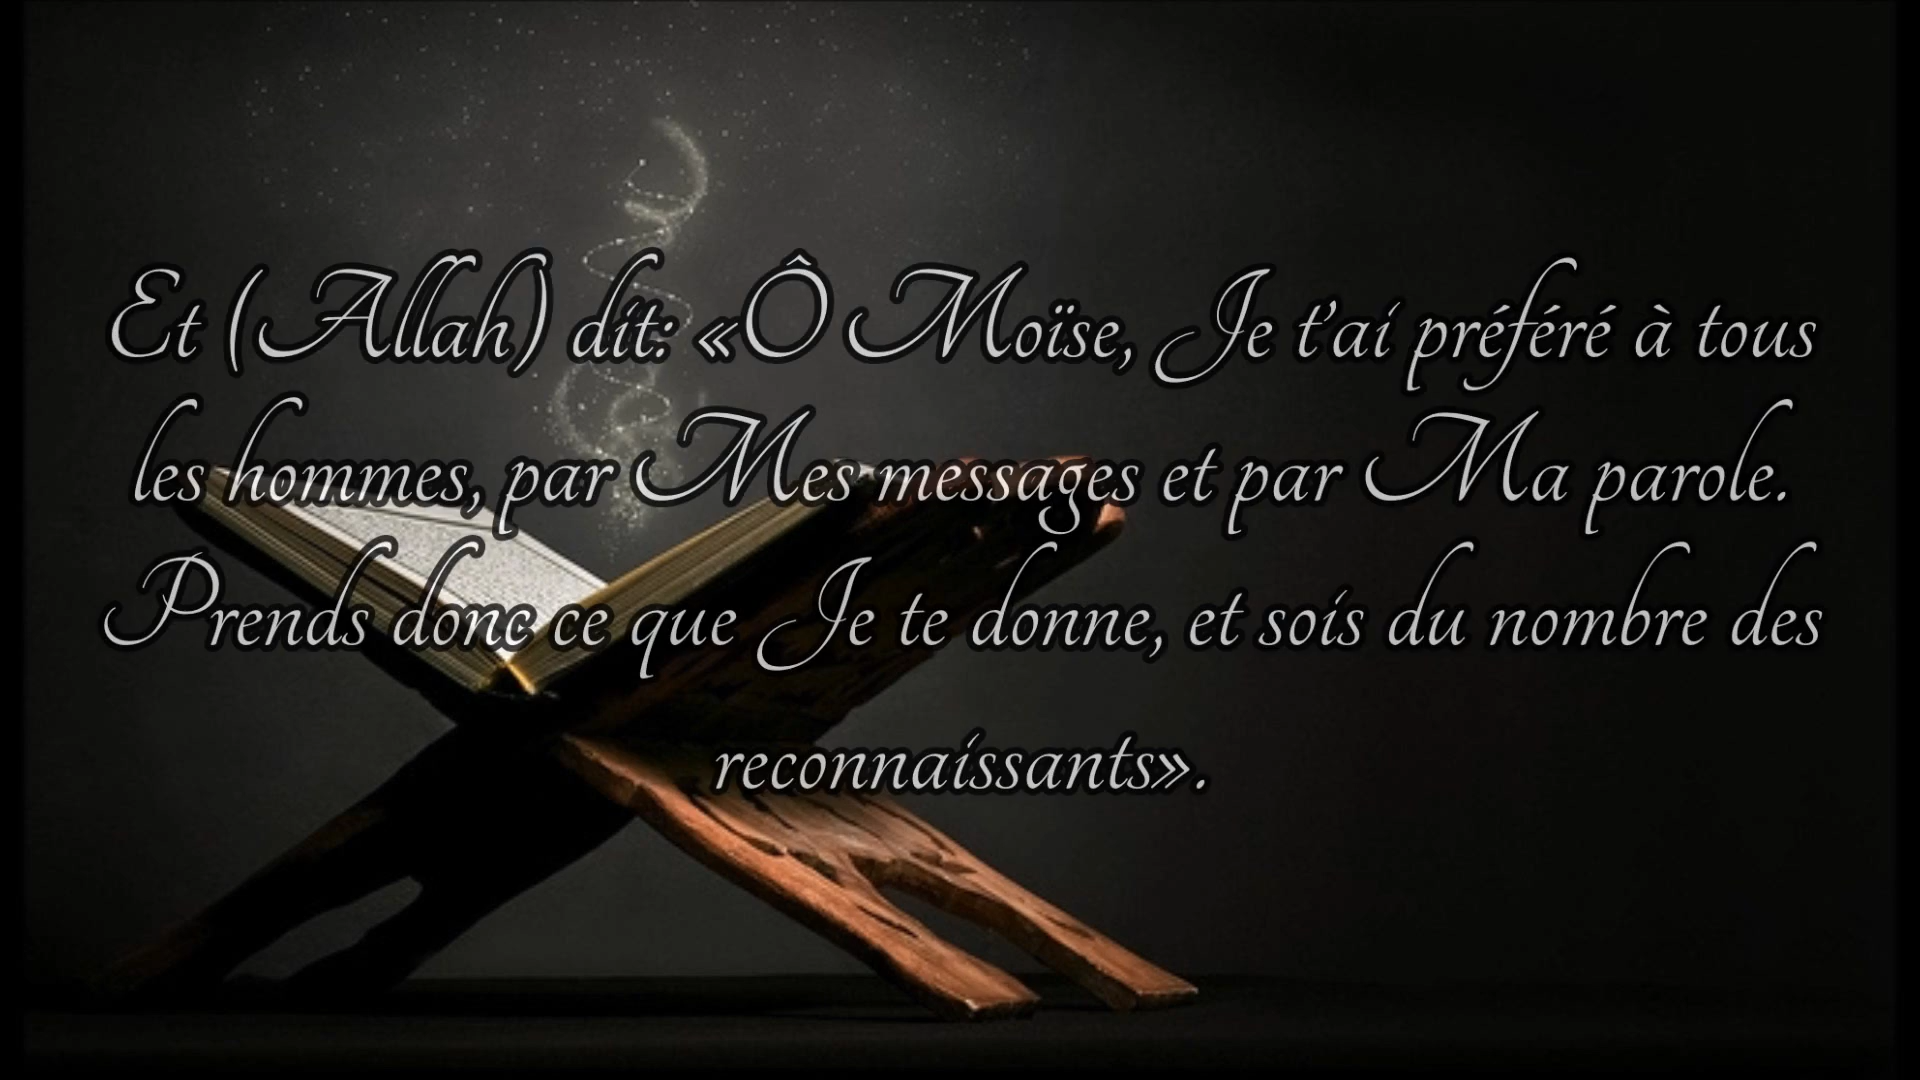 Et (Allah) dit: «Ô Moïse, Je t'ai préféré à tous
les hommes, par Mes messages et par Ma parole.
Prends donc ce que Je te donne, et sois du nombre des
reconnaissants».